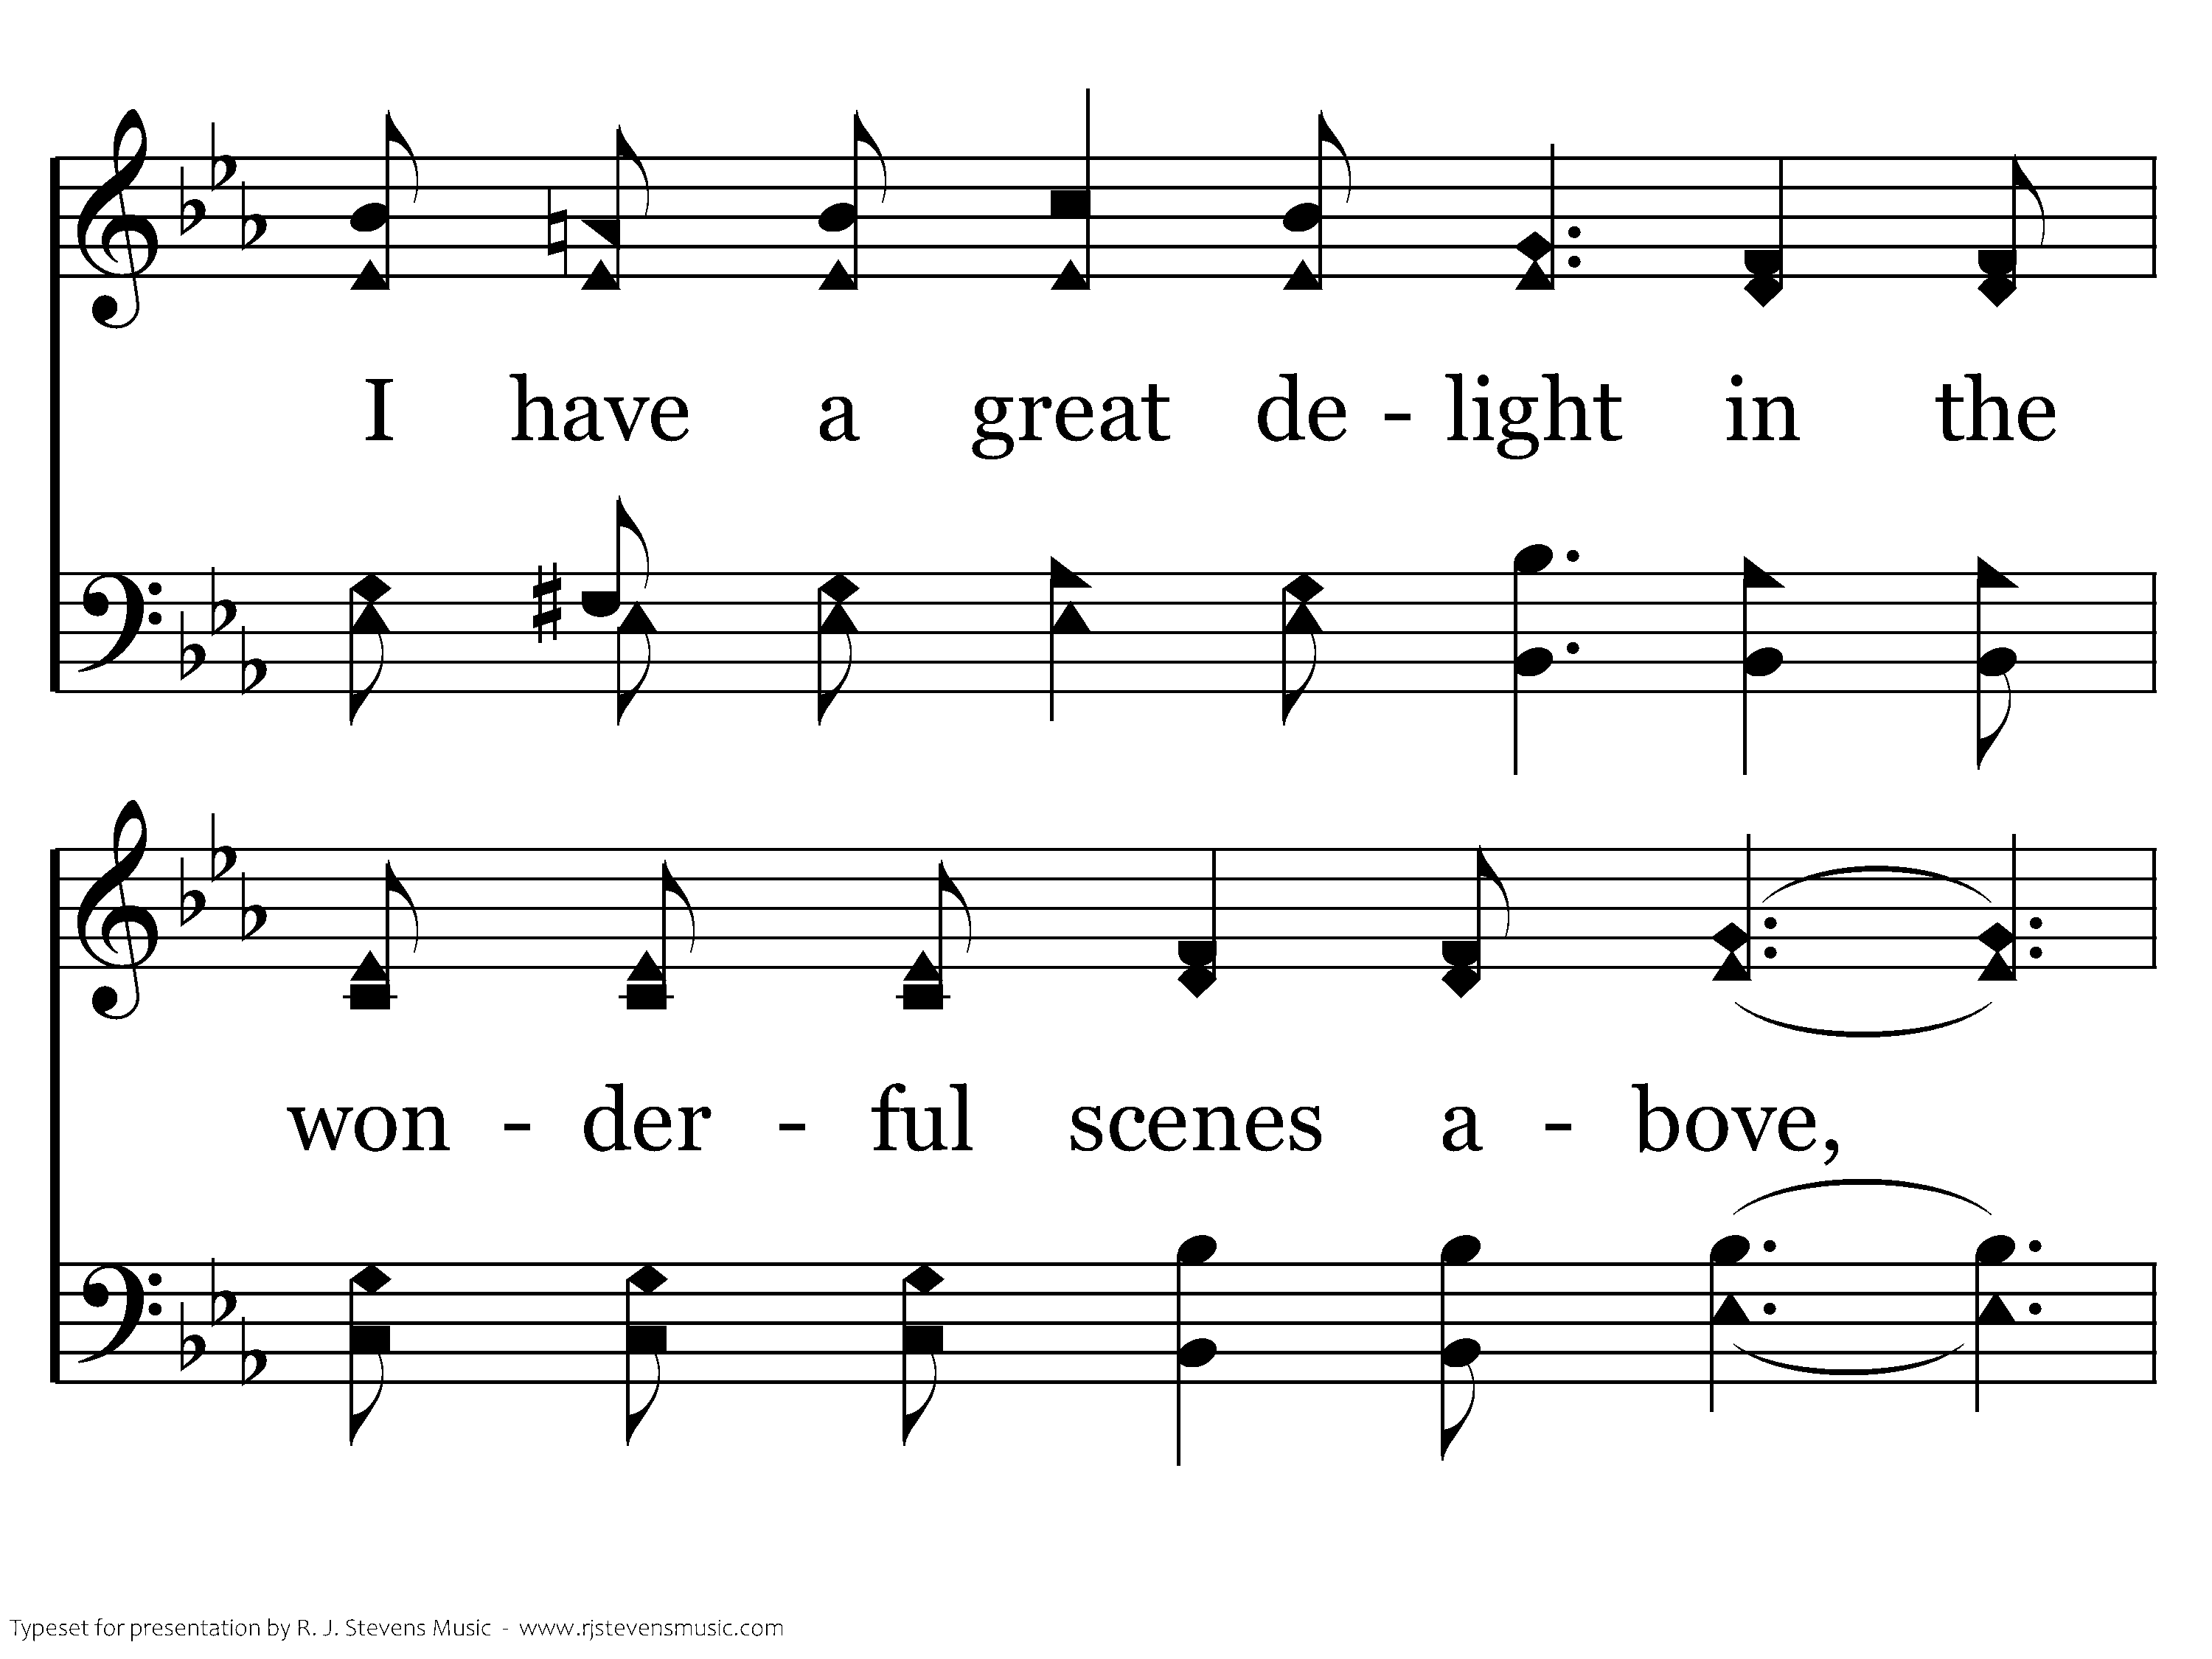 I have a great de - light in the
won - der - ful scenes a - bove,
Typeset for presentation by R. J. Stevens Music - www.rjstevensmusic.com